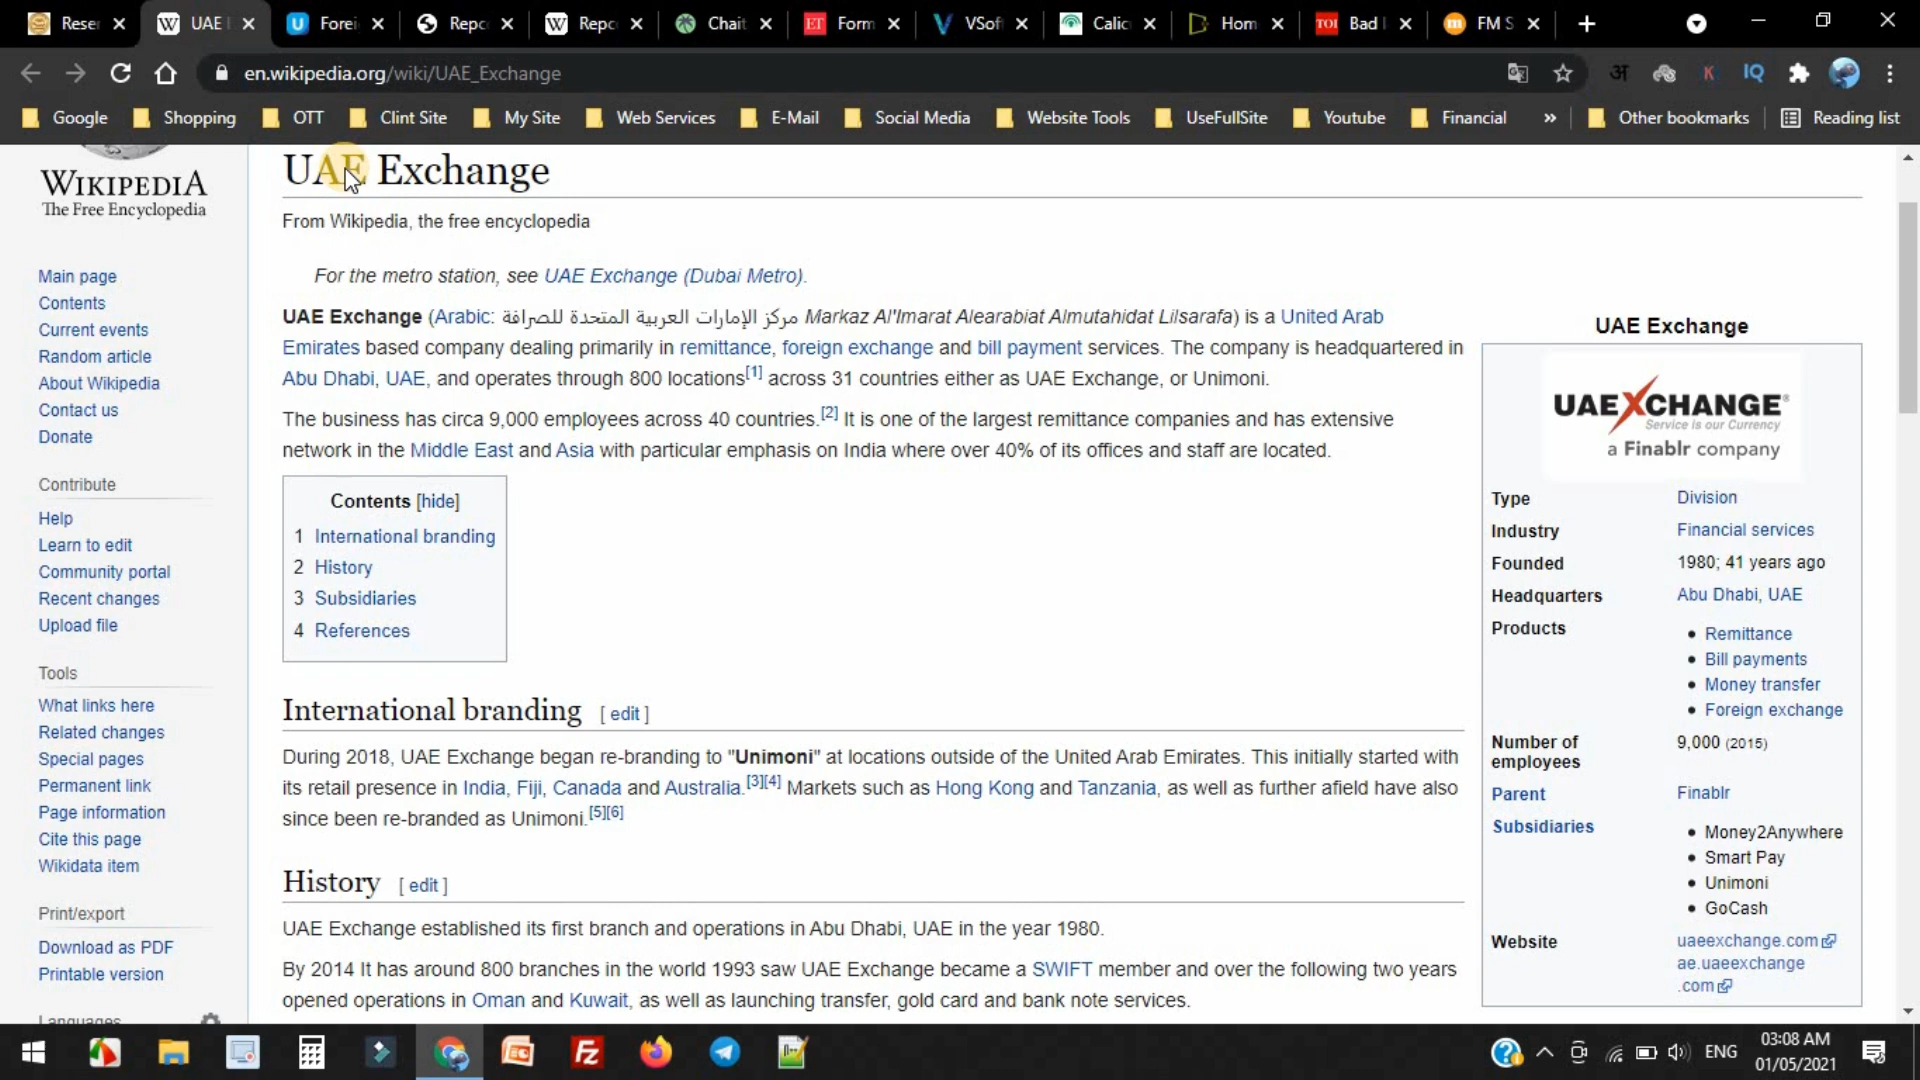 Reser
UAE
Forei
Repc
Repc
Chait
Form
VSof
Calic
Hom
Bad
FM S
en.wikipedia.org/wiki/UAE_Exchange
Google
Shopping
OTT
Clint Site
My Site
Web Services
E-Mail
Social Media
Website Tools
UseFullSite
Youtube
Financial
»
Other bookmarks
Reading list
WIKIPEDIA
The Free Encyclopedia
Main page
Contents
Current events
Random article
About Wikipedia
Contact us
Donate
Contribute
Help
Learn to edit
Community portal
Recent changes
Upload file
Tools
What links here
Related changes
Special pages
Permanent link
Page information
Cite this page
Wikidata item
Print/export
Download as PDF
Printable version
Languages
UAE Exchange
From Wikipedia, the free encyclopedia
For the metro station, see UAE Exchange (Dubai Metro).
UAE Exchange (Arabic: مركز الإمارات العربية المتحدة للصرافة Markaz Al'Imarat Alearabiat Almutahidat Lilsarafa) is a United Arab
Emirates based company dealing primarily in remittance, foreign exchange and bill payment services. The company is headquartered in
Abu Dhabi, UAE, and operates through 800 locations[1] across 31 countries either as UAE Exchange, or Unimoni.
The business has circa 9,000 employees across 40 countries.[2] It is one of the largest remittance companies and has extensive
network in the Middle East and Asia with particular emphasis on India where over 40% of its offices and staff are located.
Contents [hide]
1 International branding
2 History
3 Subsidiaries
4 References
International branding [ edit ]
During 2018, UAE Exchange began re-branding to "Unimoni" at locations outside of the United Arab Emirates. This initially started with
its retail presence in India, Fiji, Canada and Australia.[3][4] Markets such as Hong Kong and Tanzania, as well as further afield have also
since been re-branded as Unimoni.[5][6]
History [ edit ]
UAE Exchange established its first branch and operations in Abu Dhabi, UAE in the year 1980.
By 2014 It has around 800 branches in the world 1993 saw UAE Exchange became a SWIFT member and over the following two years
opened operations in Oman and Kuwait, as well as launching transfer, gold card and bank note services.
UAE Exchange
UAEXCHANGE®
Service is our Currency
a Finablr company
Type Division
Industry Financial services
Founded 1980; 41 years ago
Headquarters Abu Dhabi, UAE
Products
• Remittance
• Bill payments
• Money transfer
• Foreign exchange
Number of employees 9,000 (2015)
Parent Finablr
Subsidiaries
• Money2Anywhere
• Smart Pay
• Unimoni
• GoCash
Website uaeexchange.com
ae.uaeexchange
.com
ENG
03:08 AM
01/05/2021